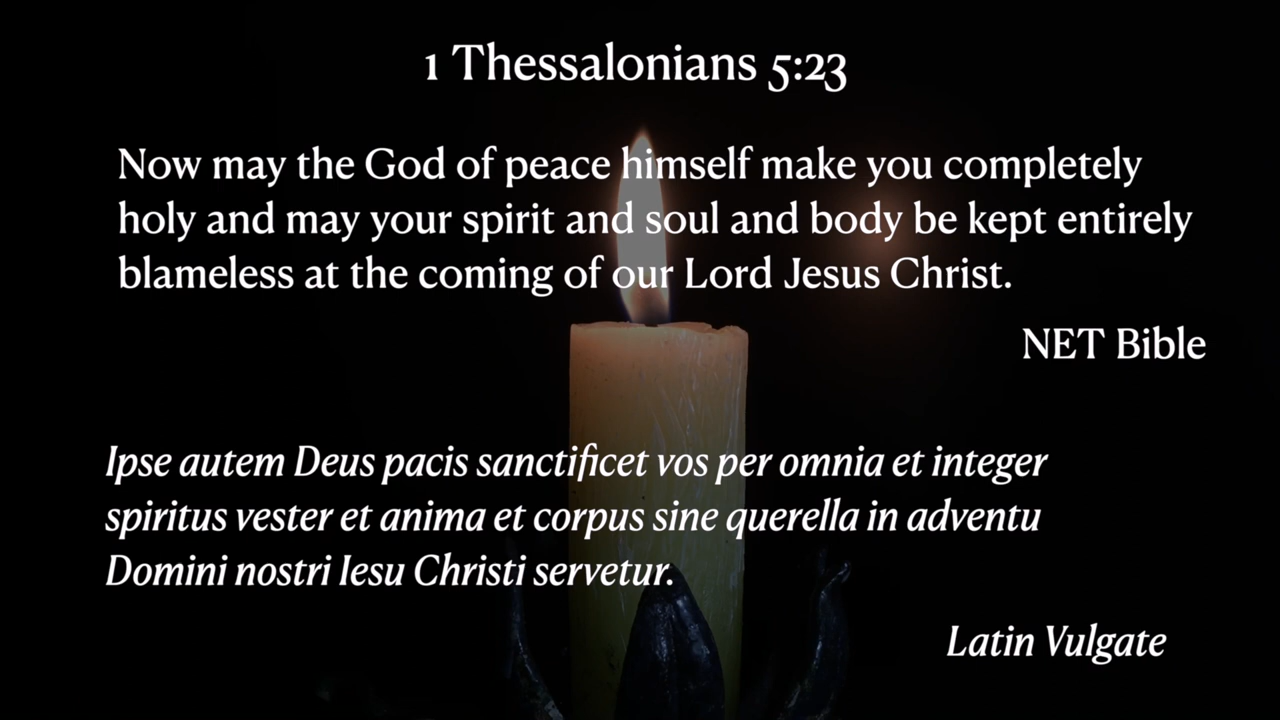 1 Thessalonians 5:23
Now may the God of peace himself make you completely
holy and may your spirit and soul and body be kept entirely
blameless at the coming of our Lord Jesus Christ.
NET Bible
Ipse autem Deus pacis sanctificet vos per omnia et integer
spiritus vester et anima et corpus sine querella in adventu
Domini nostri Iesu Christi servetur.
Latin Vulgate